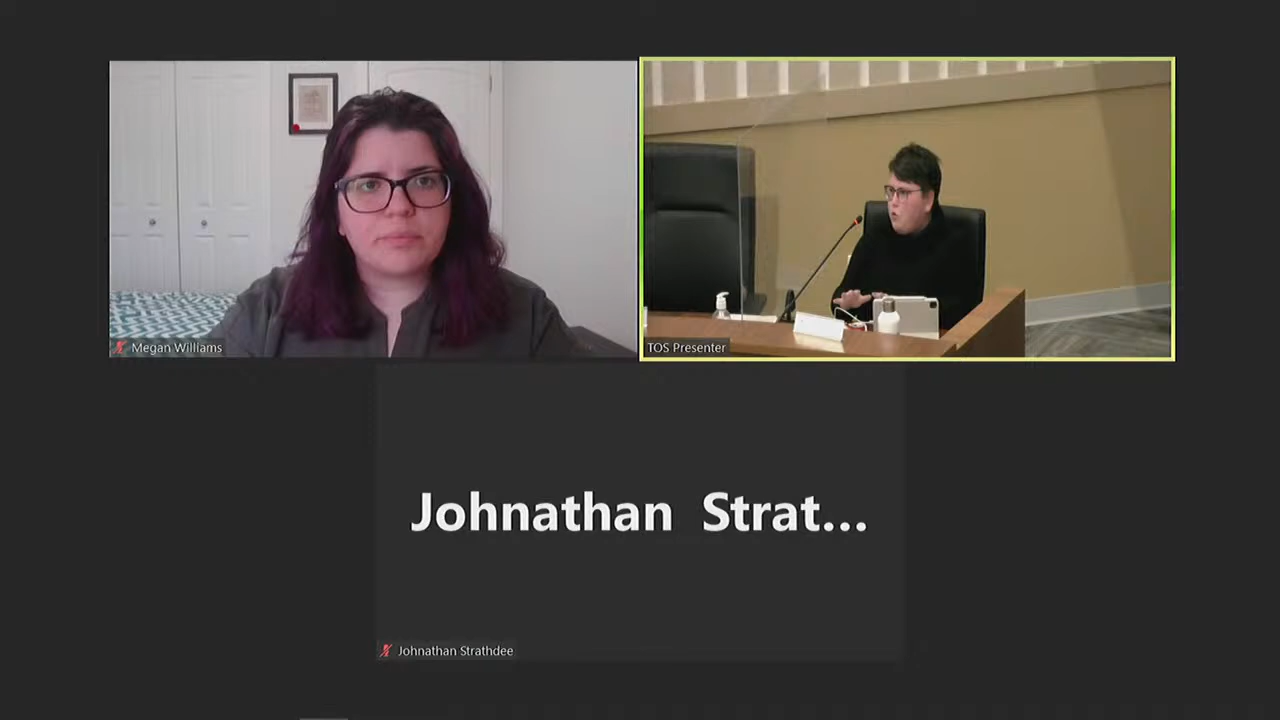 Megan Williams
TOS Presenter
Johnathan Strat...
Johnathan Strathdee